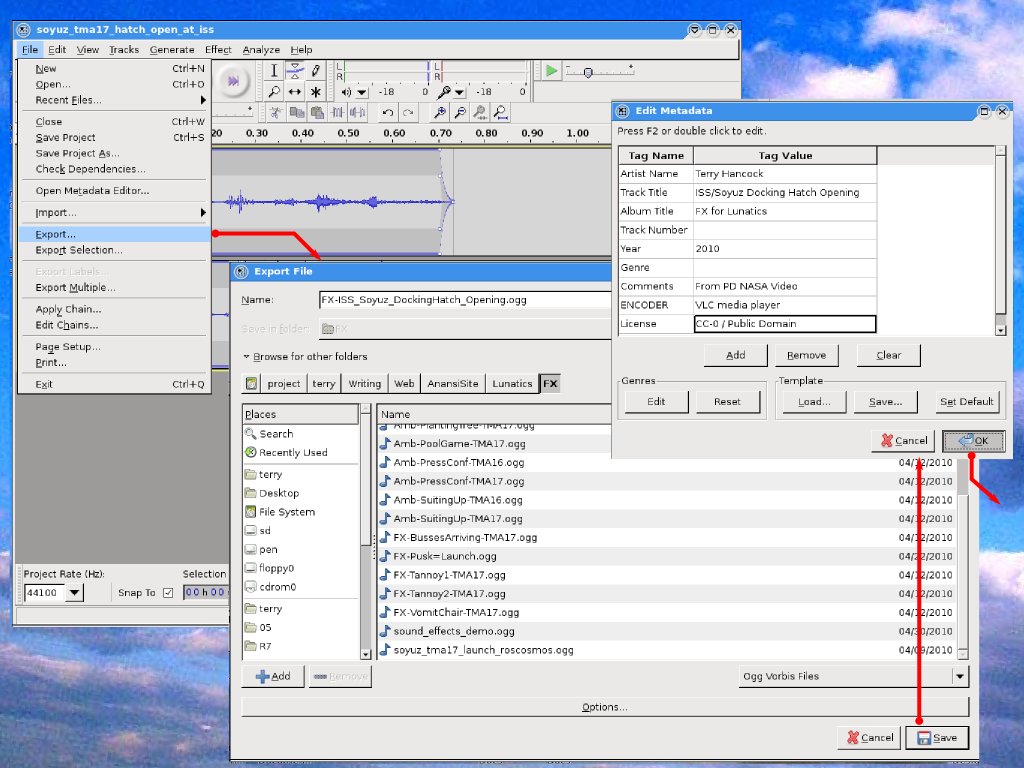 soyuz_tma17_hatch_open_at_iss
File Edit View Tracks Generate Effect Analyze Help
New Ctrl+N
Open... Ctrl+O
Recent Files...
Close Ctrl+W
Save Project Ctrl+S
Save Project As...
Check Dependencies...
Open Metadata Editor...
Import...
Export...
Export Selection...
Export Labels...
Export Multiple...
Apply Chain...
Edit Chains...
Page Setup...
Print...
Exit Ctrl+Q
L
R
-18 0
L
R
-18 0
20 0.30 0.40 0.50 0.60 0.70 0.80 0.90 1.00
Project Rate (Hz):
44100
Snap To
Selection
00 h 00
Edit Metadata
Press F2 or double click to edit.
Tag Name Tag Value
Artist Name Terry Hancock
Track Title ISS/Soyuz Docking Hatch Opening
Album Title FX for Lunatics
Track Number
Year 2010
Genre
Comments From PD NASA Video
ENCODER VLC media player
License CC-0 / Public Domain
Add Remove Clear
Genres
Edit Reset
Template
Load... Save... Set Default
Cancel OK
Export File
Name: FX-ISS_Soyuz_DockingHatch_Opening.ogg
Save in folder: FX
Browse for other folders
project terry Writing Web AnansiSite Lunatics FX
Places
Search
Recently Used
terry
Desktop
File System
sd
pen
floppy0
cdrom0
terry
05
R7
Add Remove
Name
Amb-PlantingTree-TMA17.ogg
Amb-PoolGame-TMA17.ogg
Amb-PressConf-TMA16.ogg 04/12/2010
Amb-PressConf-TMA17.ogg 04/12/2010
Amb-SuitingUp-TMA16.ogg 04/12/2010
Amb-SuitingUp-TMA17.ogg 04/12/2010
FX-BussesArriving-TMA17.ogg 04/12/2010
FX-Pusk=Launch.ogg 04/22/2010
FX-Tannoy1-TMA17.ogg 04/12/2010
FX-Tannoy2-TMA17.ogg 04/12/2010
FX-VomitChair-TMA17.ogg 04/12/2010
sound_effects_demo.ogg 04/30/2010
soyuz_tma17_launch_roscosmos.ogg 04/09/2010
Ogg Vorbis Files
Options...
Cancel Save